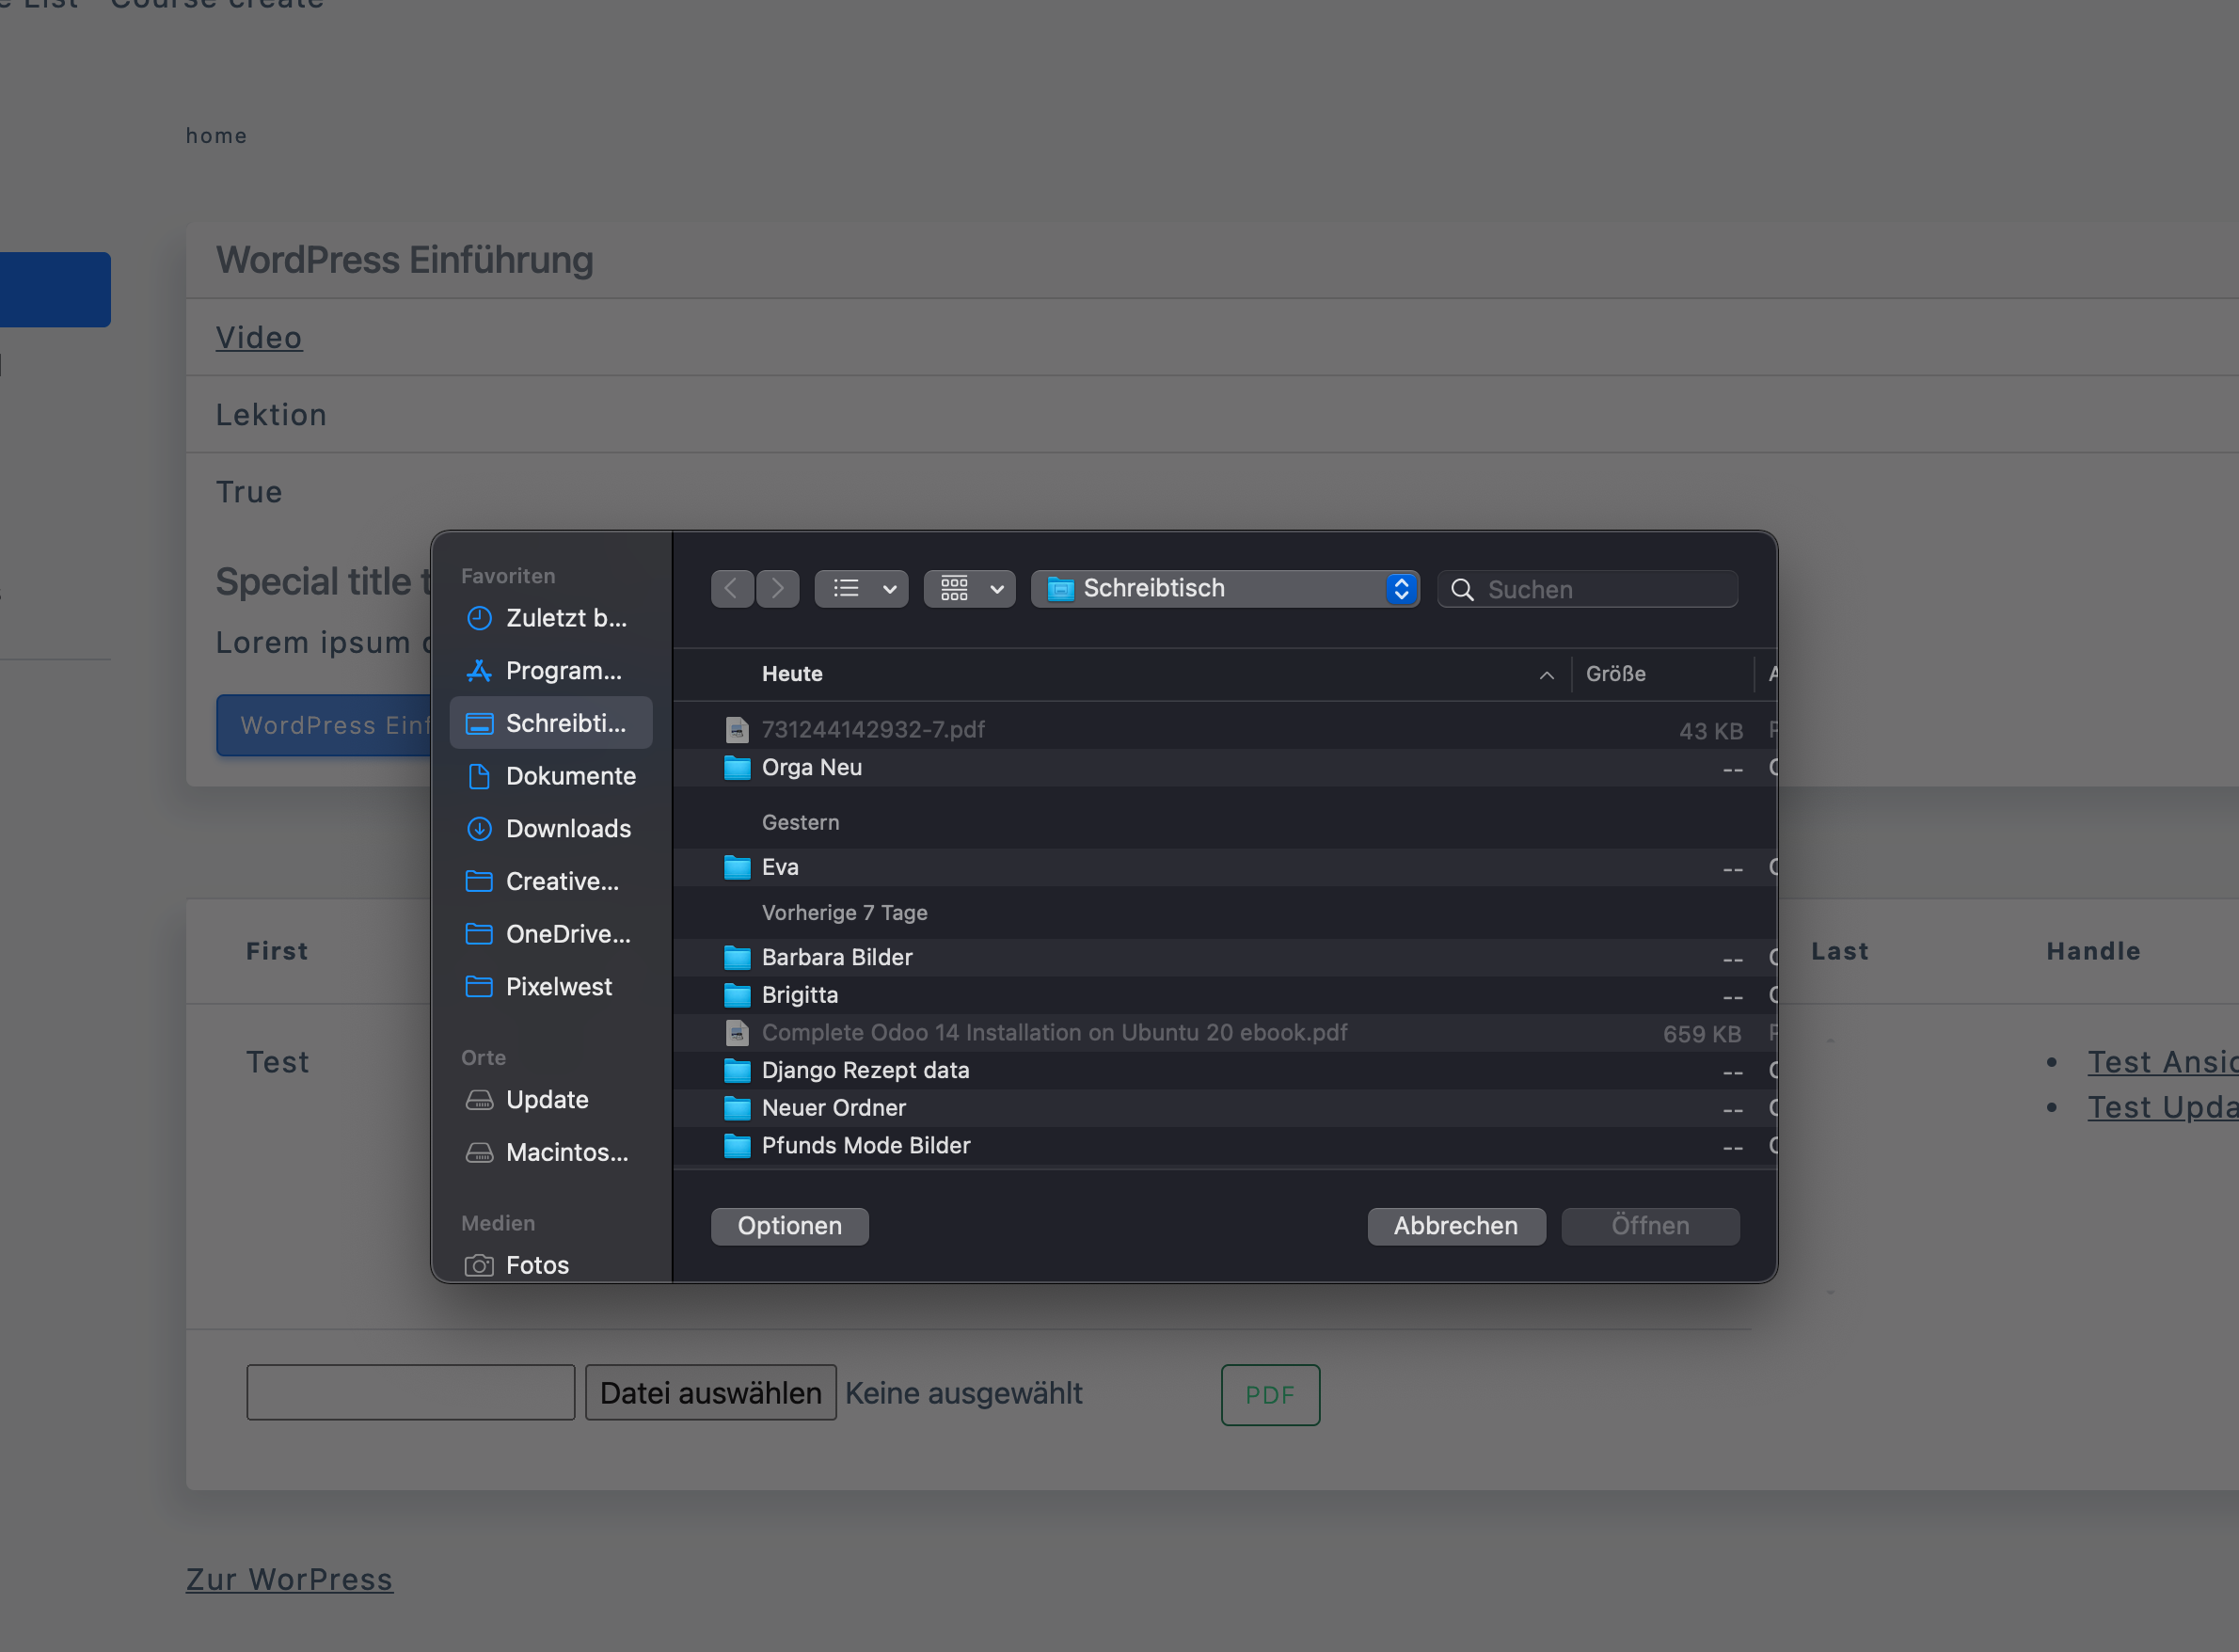 Course create
home
WordPress Einführung
Video
Lektion
True
Special title
Lorem ipsum
WordPress
Favoriten
Zuletzt b...
Program...
Schreibti...
Dokumente
Downloads
Creative...
OneDrive...
Pixelwest
Orte
Update
Macintos...
Medien
Fotos
Schreibtisch
Suchen
Heute
Größe
731244142932-7.pdf 43 KB
Orga Neu --
Gestern
Eva --
Vorherige 7 Tage
Barbara Bilder --
Brigitta --
Complete Odoo 14 Installation on Ubuntu 20 ebook.pdf 659 KB
Django Rezept data --
Neuer Ordner --
Pfunds Mode Bilder --
Optionen
Abbrechen
Öffnen
First
Last
Handle
Test
Test
Test
Datei auswählen
Keine ausgewählt
PDF
Zur WorPress